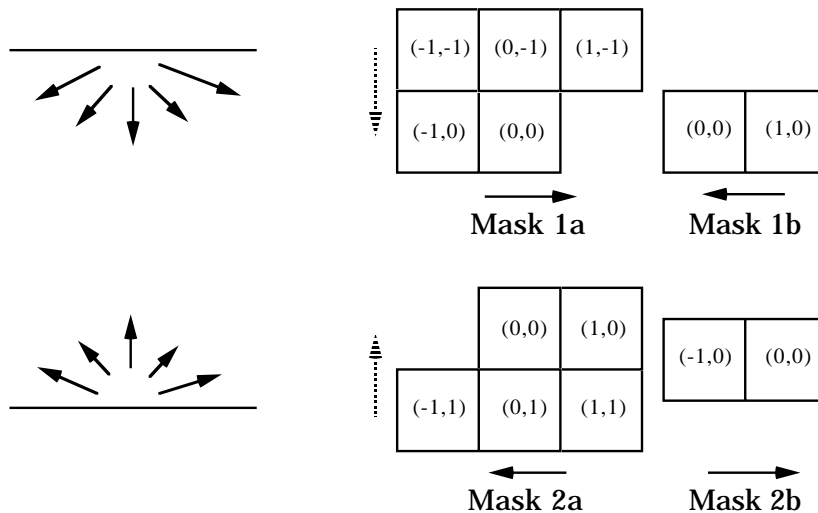 (-1,-1) (0,-1) (1,-1)
(-1,0) (0,0) (0,0) (1,0)
Mask 1a Mask 1b
(0,0) (1,0) (-1,0) (0,0)
(-1,1) (0,1) (1,1)
Mask 2a Mask 2b